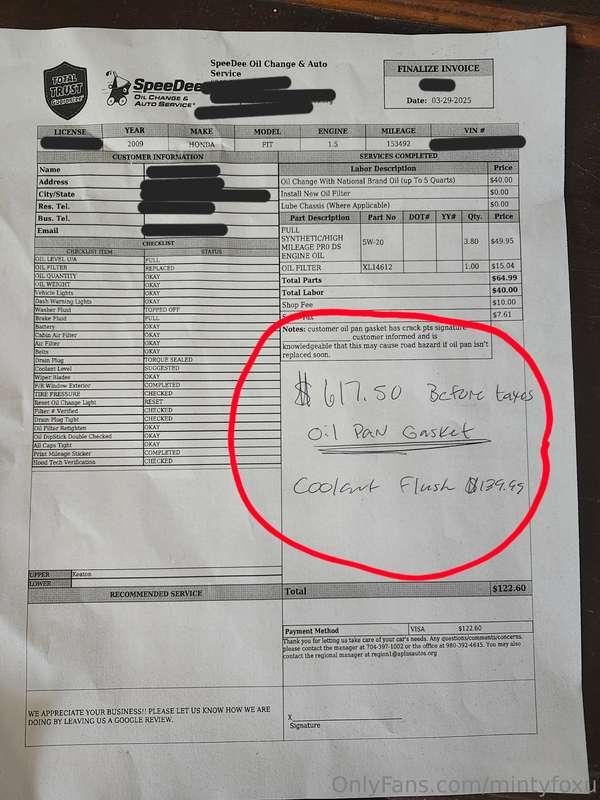 TOTAL
TRUST
Guarantee
SpeeDee
OIL CHANGE &
AUTO SERVICE
SpeeDee Oil Change & Auto
Service
FINALIZE INVOICE
Date: 03-29-2025
LICENSE YEAR MAKE MODEL ENGINE MILEAGE VIN #
2009 HONDA FIT 1.5 153492
CUSTOMER INFORMATION
Name
Address
City/State
Res. Tel.
Bus. Tel.
Email
CHECKLIST
CHECKLIST ITEM STATUS
OIL LEVEL U/A FULL
OIL FILTER REPLACED
OIL QUANTITY OKAY
OIL WEIGHT OKAY
Vehicle Lights OKAY
Dash Warning Lights OKAY
Washer Fluid TOPPED OFF
Brake Fluid FULL
Battery OKAY
Cabin Air Filter OKAY
Air Filter OKAY
Belts OKAY
Drain Plug TORQUE SEALED
Coolant Level SUGGESTED
Wiper Blades OKAY
P/R Window Exterior COMPLETED
TIRE PRESSURE CHECKED
Reset Oil Change Light RESET
Filter # Verified CHECKED
Drain Plug Tight CHECKED
Oil Filter Retighten OKAY
Oil DipStick Double Checked OKAY
All Caps Tight OKAY
Print Mileage Sticker COMPLETED
Hood Tech Verification CHECKED
SERVICES COMPLETED
Labor Description Price
Oil Change With National Brand Oil (up To 5 Quarts) $40.00
Install New Oil Filter $0.00
Lube Chassis (Where Applicable) $0.00
Part Description Part No DOT# YY# Qty. Price
FULL
SYNTHETIC/HIGH
MILEAGE PRO DS
ENGINE OIL 5W-20 3.80 $49.95
OIL FILTER XL14612 1.00 $15.04
Total Parts $64.99
Total Labor $40.00
Shop Fee $10.00
Tax $7.61
Notes: customer oil pan gasket has crack pts signature
customer informed and is
knowledgeable that this may cause road hazard if oil pan isn't
replaced soon.
$617.50 Before taxes
Oil Pan Gasket
Coolant Flush $139.99
UPPER Keaton
LOWER
RECOMMENDED SERVICE
Total $122.60
Payment Method VISA $122.60
Thank you for letting us take care of your car's needs. Any questions/comments/concerns,
please contact the manager at 704-397-1002 or the office at 980-392-4645. You may also
contact the regional manager at region1@aplusautos.org
WE APPRECIATE YOUR BUSINESS!! PLEASE LET US KNOW HOW WE ARE
DOING BY LEAVING US A GOOGLE REVIEW.
X
Signature
OnlyFans.com/mintyfoxu